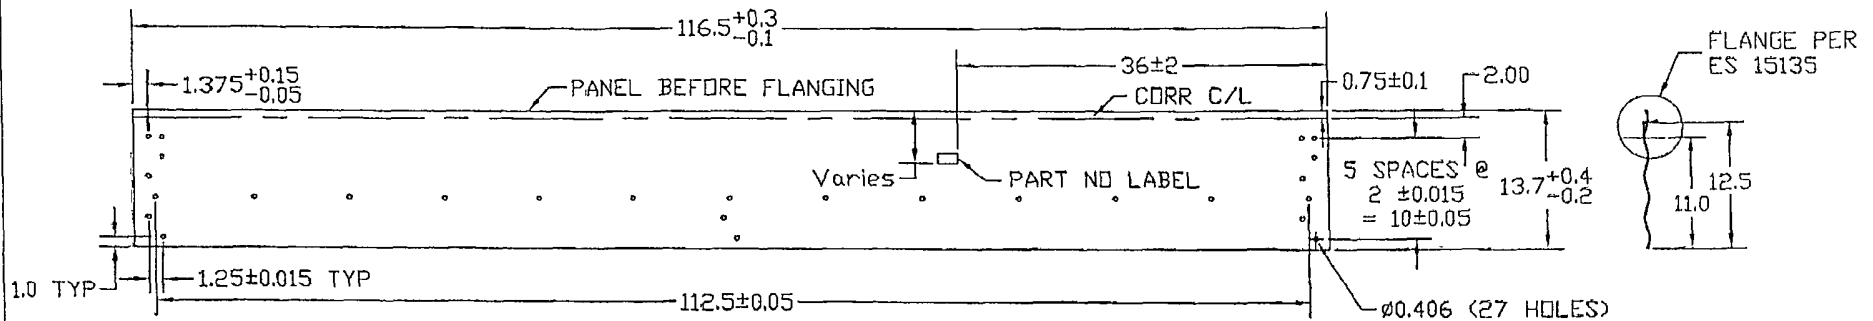 116.5+0.3
-0.1
FLANGE PER
ES 15135
36±2
1.375+0.15
-0.05
PANEL BEFORE FLANGING
CORR C/L
0.75±0.1
2.00
Varies
PART NO LABEL
5 SPACES @
2 ±0.015
= 10±0.05
13.7+0.4
-0.2
11.0
12.5
1.0 TYP
1.25±0.015 TYP
112.5±0.05
ø0.406 (27 HOLES)